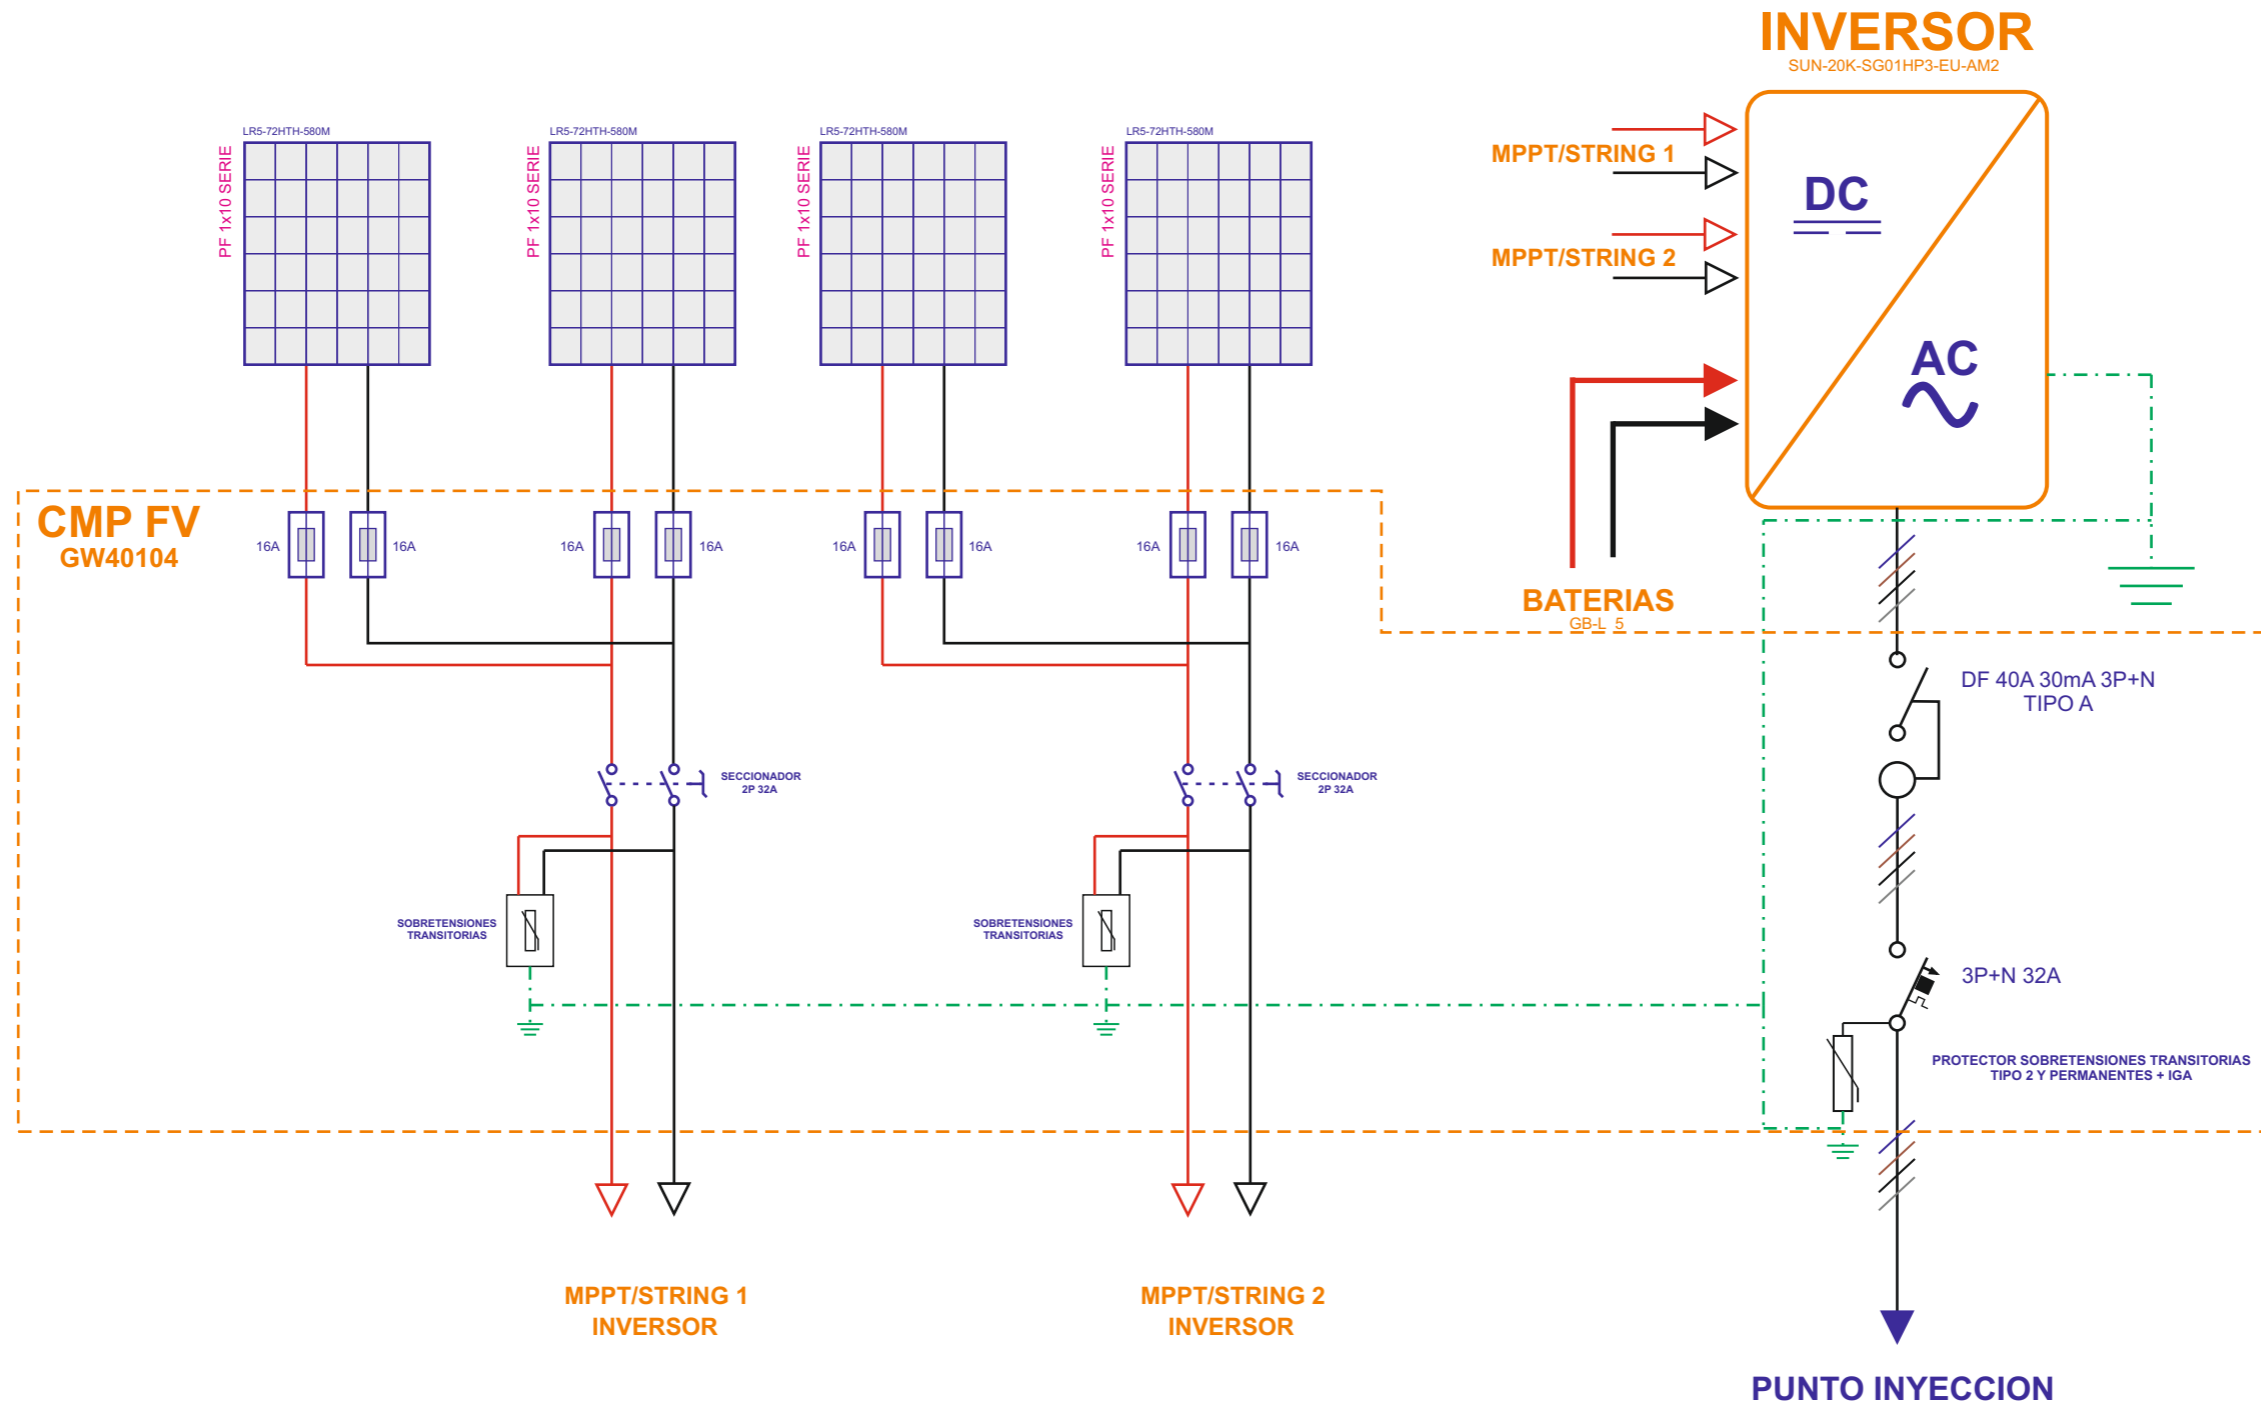 INVERSOR
SUN-20K-SG01HP3-EU-AM2
LR5-72HTH-580M
LR5-72HTH-580M
LR5-72HTH-580M
LR5-72HTH-580M
PF 1x10 SERIE
PF 1x10 SERIE
PF 1x10 SERIE
PF 1x10 SERIE
MPPT/STRING 1
MPPT/STRING 2
DC
AC
CMP FV
GW40104
16A
16A
16A
16A
16A
16A
16A
16A
BATERIAS
GB-L 5
DF 40A 30mA 3P+N
TIPO A
SECCIONADOR
2P 32A
SECCIONADOR
2P 32A
SOBRETENSIONES
TRANSITORIAS
SOBRETENSIONES
TRANSITORIAS
3P+N 32A
PROTECTOR SOBRETENSIONES TRANSITORIAS
TIPO 2 Y PERMANENTES + IGA
MPPT/STRING 1
INVERSOR
MPPT/STRING 2
INVERSOR
PUNTO INYECCION